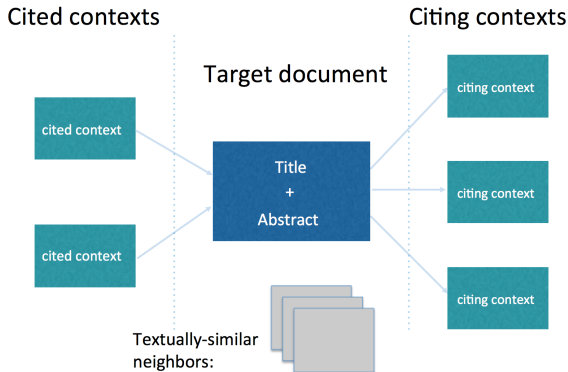 Cited contexts
Target document
Citing contexts
cited context
cited context
Title
+
Abstract
citing context
citing context
citing context
Textually-similar
neighbors: